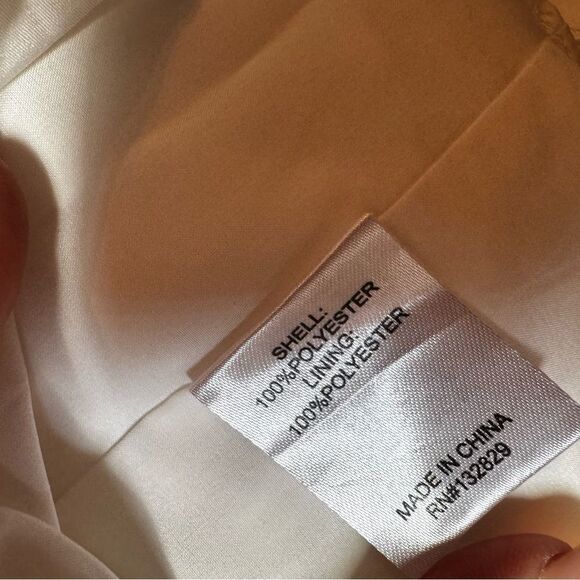 SHELL:
100%POLYESTER
LINING:
100%POLYESTER
MADE IN CHINA
RN#132829